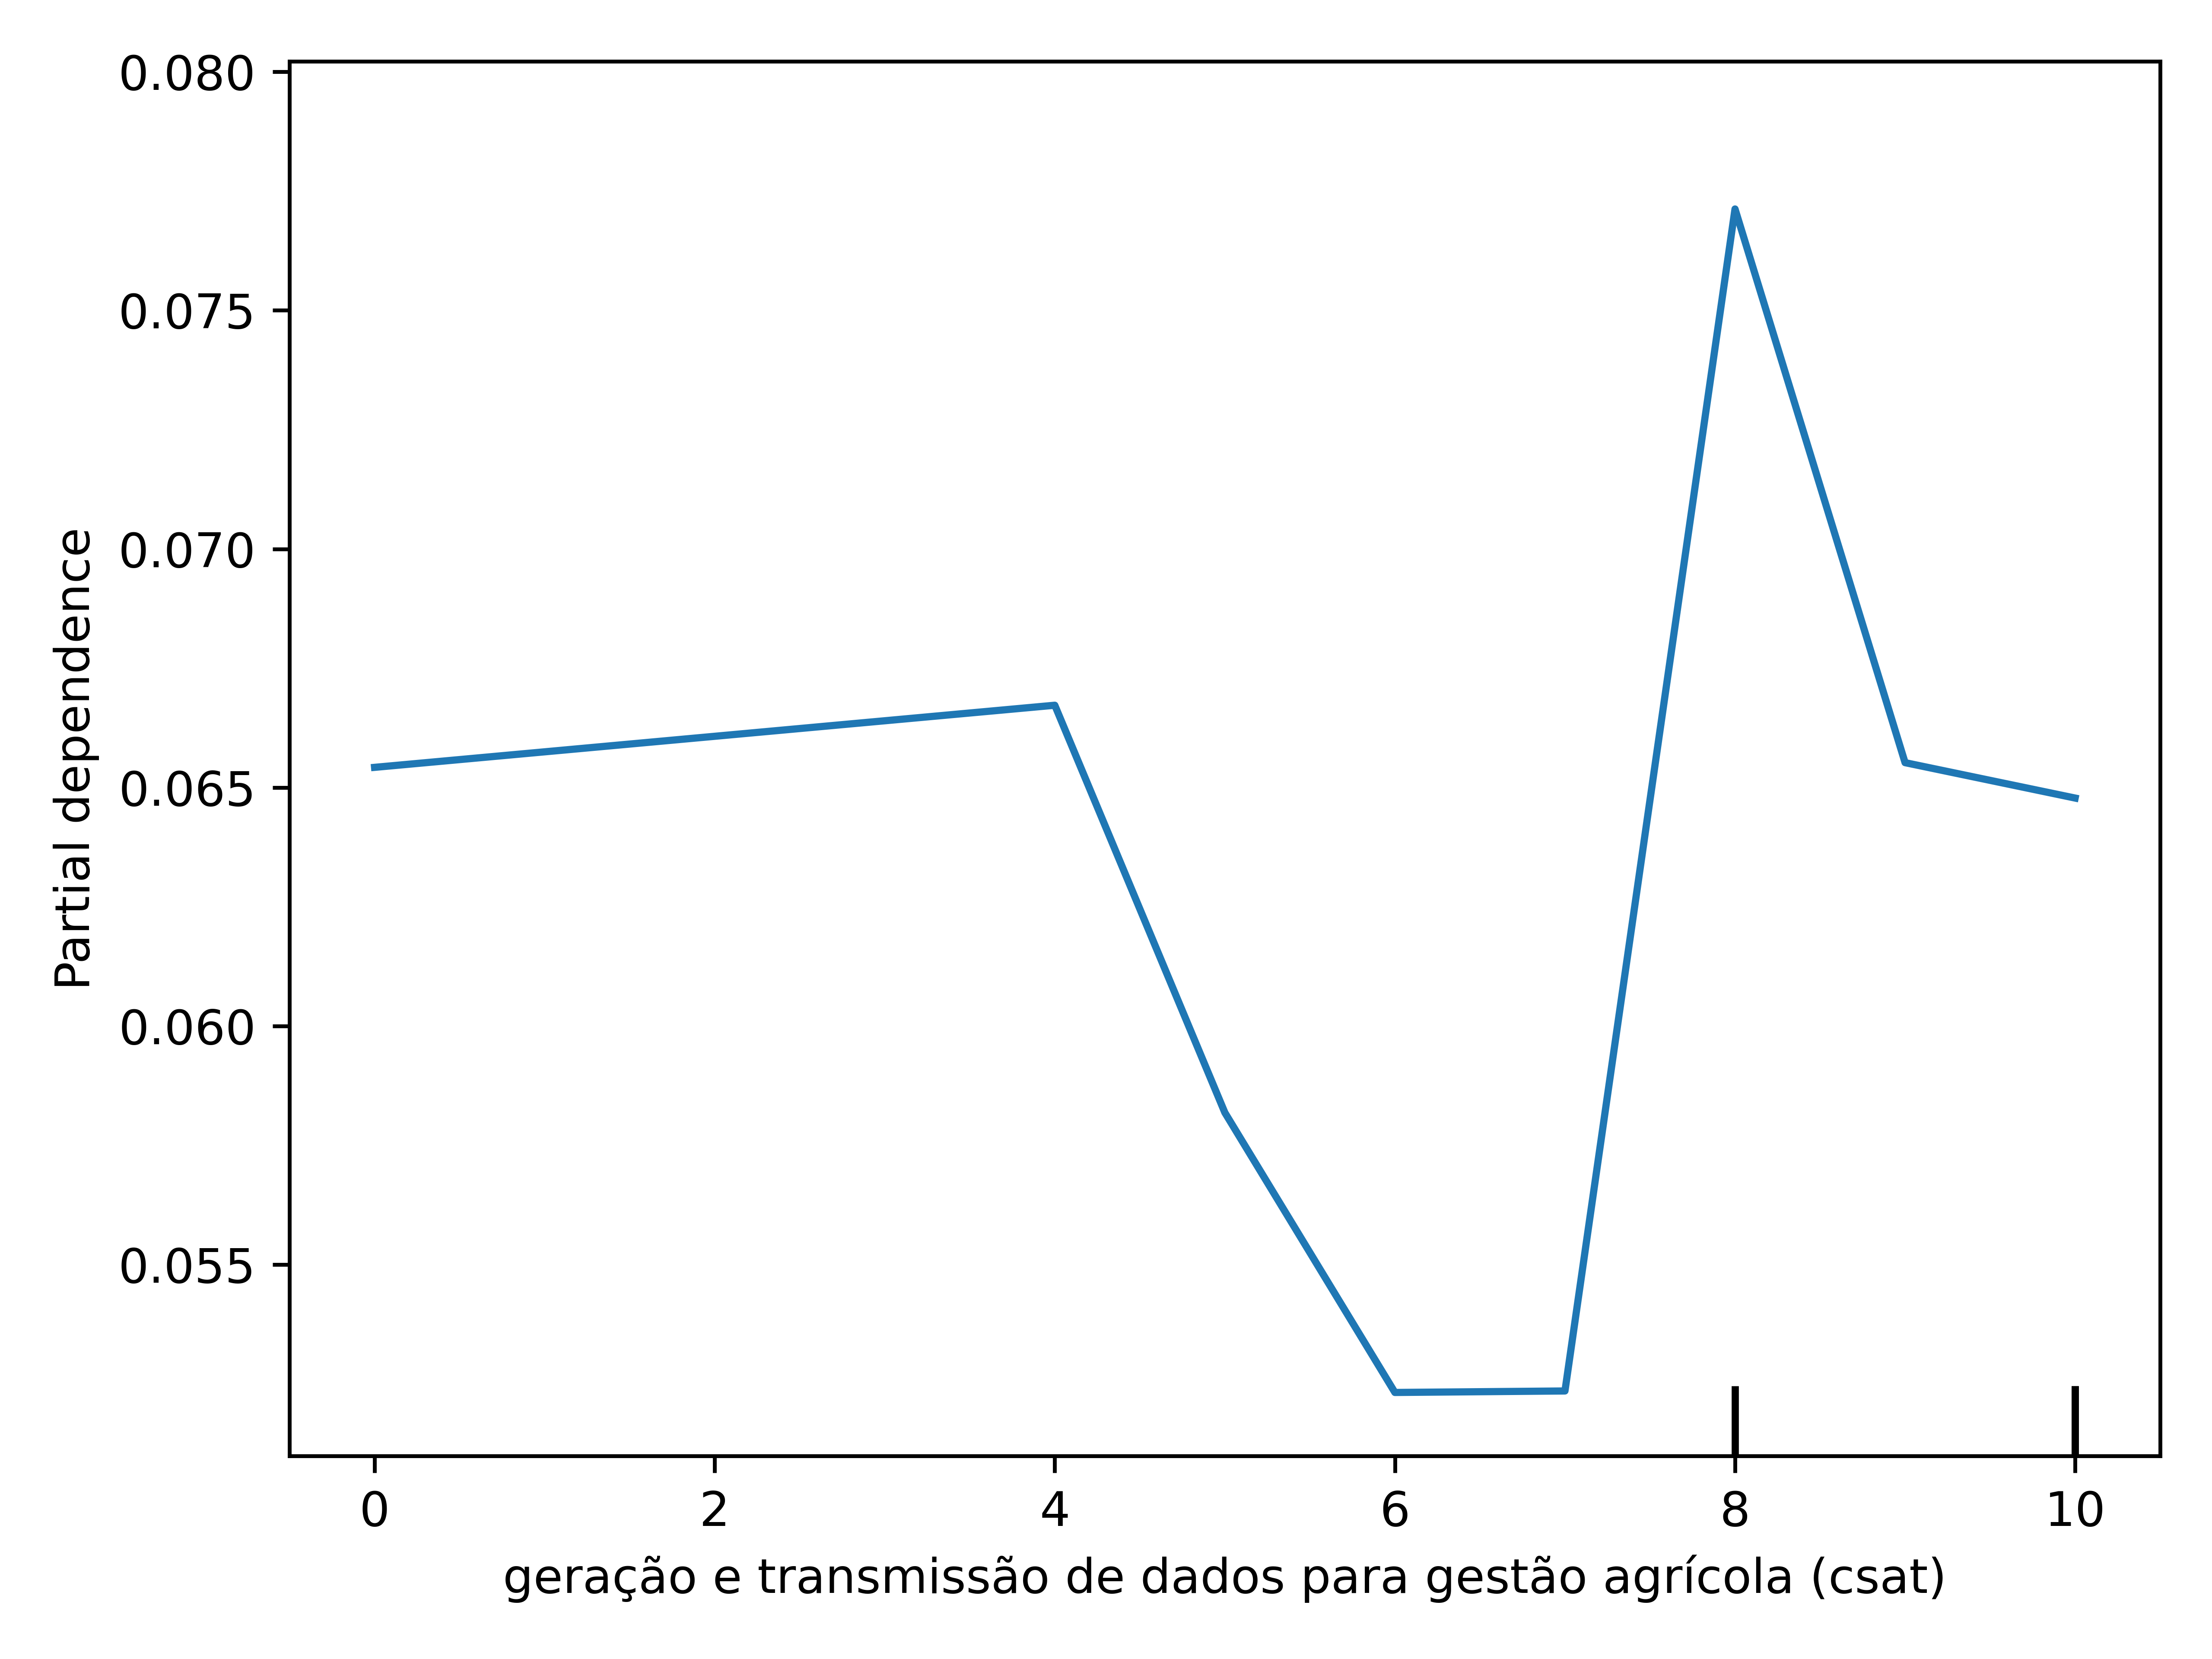 0.080
0.075
0.070
0.065
0.060
0.055
Partial dependence
0 2 4 6 8 10
geração e transmissão de dados para gestão agrícola (csat)